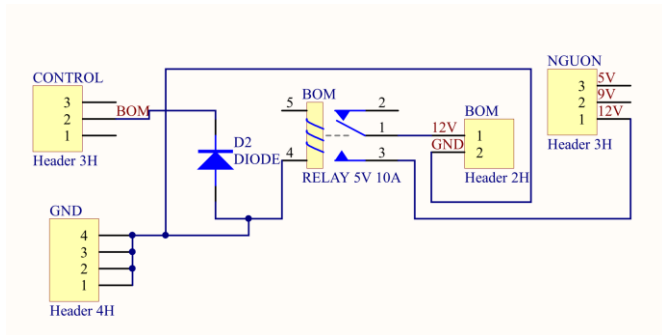 CONTROL
3
2
1
BOM
Header 3H
D2
DIODE
BOM
5
4
2
1
3
RELAY 5V 10A
12V
GND
BOM
1
2
Header 2H
NGUON
3
2
1
5V
9V
12V
Header 3H
GND
4
3
2
1
Header 4H